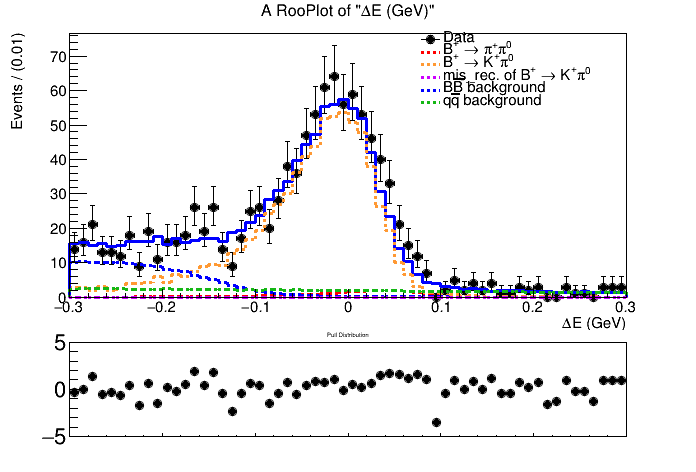 A RooPlot of "ΔE (GeV)"
Events / (0.01)
70
60
50
40
30
20
10
0
−0.3 −0.2 −0.1 0 0.1 0.2 0.3
ΔE (GeV)
Data
B⁺ → π⁺π⁰
B⁺ → K⁺π⁰
mis_rec. of B⁺ → K⁺π⁰
BB̅ background
qq̅ background
Pull Distribution
5
0
−5